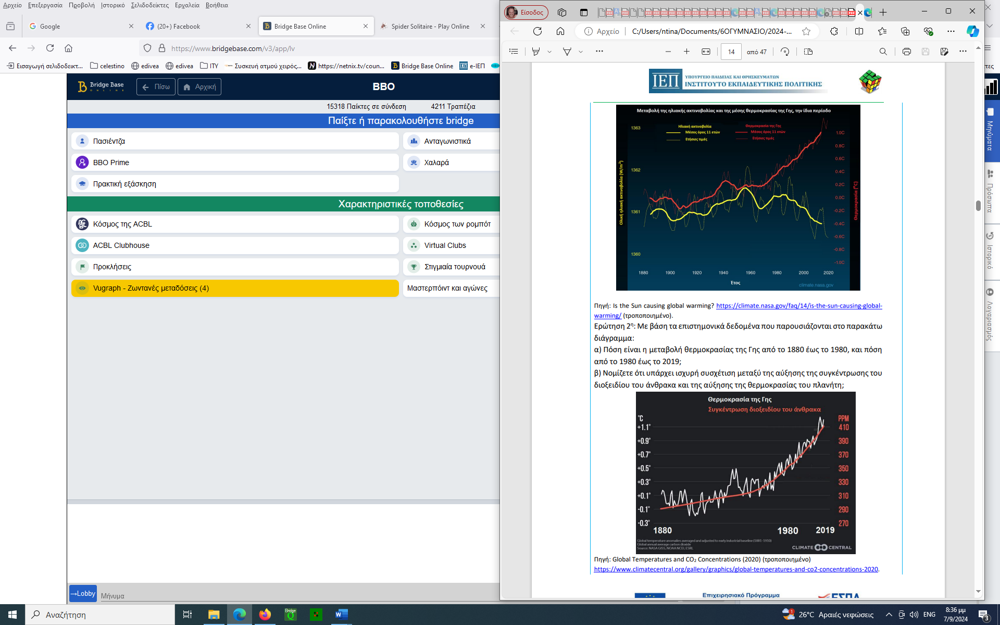 Αρχείο Επεξεργασία Προβολή Ιστορικό Σελιδοδείκτες Εργαλεία Βοήθεια
Google
(20+) Facebook
Bridge Base Online
Spider Solitaire - Play Online
https://www.bridgebase.com/v3/app/lv
Εισαγωγή σελιδοδεικτ...
celestino
edivea
edivea
ITY
Συσκευή ατμού χειρός...
https://netnix.tv/coun...
Bridge Base Online
e-ΙΕΠ
Bridge Base
ONLINE
Πίσω
Αρχική
BBO
15318 Παίκτες σε σύνδεση
4211 Τραπέζια
Παίξτε ή παρακολουθήστε bridge
Πασιέντζα
Ανταγωνιστικά
BBO Prime
Χαλαρά
Πρακτική εξάσκηση
Χαρακτηριστικές τοποθεσίες
Κόσμος της ACBL
Κόσμος των ρομπότ
ACBL Clubhouse
Virtual Clubs
Προκλήσεις
Στιγμιαία τουρνουά
Vugraph - Ζωντανές μεταδόσεις (4)
Μαστερπόιντ και αγώνες
→Lobby
Μήνυμα
Είσοδος
Αρχείο
C:/Users/ntina/Documents/6ΟΓΥΜΝΑΣΙΟ/2024-...
14
από 47
ΙΕΠ
ΥΠΟΥΡΓΕΙΟ ΠΑΙΔΕΙΑΣ ΚΑΙ ΘΡΗΣΚΕΥΜΑΤΩΝ
ΙΝΣΤΙΤΟΥΤΟ ΕΚΠΑΙΔΕΥΤΙΚΗΣ ΠΟΛΙΤΙΚΗΣ
Μεταβολή της ηλιακής ακτινοβολίας και της μέσης θερμοκρασίας της Γης, την ίδια περίοδο
Ηλιακή ακτινοβολία
Μέσος όρος 11 ετών
Ετήσιες τιμές
Θερμοκρασία της Γης
Μέσος όρος 11 ετών
Ετήσιες τιμές
Ολική ηλιακή ακτινοβολία (W/m²)
1363
1362
1361
1360
1.0C
0.8C
0.6C
0.4C
0.2C
0.0C
-0.2C
-0.4C
-0.6C
-0.8C
-1.0C
Θερμοκρασία (⁰C)
1880 1900 1920 1940 1960 1980 2000 2020
Έτος
climate.nasa.gov
Πηγή: Is the Sun causing global warming? https://climate.nasa.gov/faq/14/is-the-sun-causing-global-
warming/ (τροποποιημένο).
Ερώτηση 2η: Με βάση τα επιστημονικά δεδομένα που παρουσιάζονται στο παρακάτω
διάγραμμα:
α) Πόση είναι η μεταβολή θερμοκρασίας της Γης από το 1880 έως το 1980, και πόση
από το 1980 έως το 2019;
β) Νομίζετε ότι υπάρχει ισχυρή συσχέτιση μεταξύ της αύξησης της συγκέντρωσης του
διοξειδίου του άνθρακα και της αύξησης της θερμοκρασίας του πλανήτη;
Θερμοκρασία της Γης
Συγκέντρωση διοξειδίου του άνθρακα
°C PPM
+1.1° 410
+0.9° 390
+0.7° 370
+0.5° 350
+0.3° 330
+0.1° 310
-0.1° 290
-0.3° 270
1880 1980 2019
Global temperature anomalies averaged and adjusted to early industrial baseline (1881-1910)
Global annual average carbon dioxide
Source: NASA GISS, NOAA NCEI, ESRL
CLIMATE CENTRAL
Πηγή: Global Temperatures and CO₂ Concentrations (2020) (τροποποιημένο)
https://www.climatecentral.org/gallery/graphics/global-temperatures-and-co2-concentrations-2020.
Επιχειρησιακό Πρόγραμμα
ΕΣΠΑ
τες
Μηνύματα
Πρόσωπα
Ιστορικό
Λογαριασμός
Αναζήτηση
26°C Αραιές νεφώσεις
ENG
8:36 μμ
7/9/2024
3